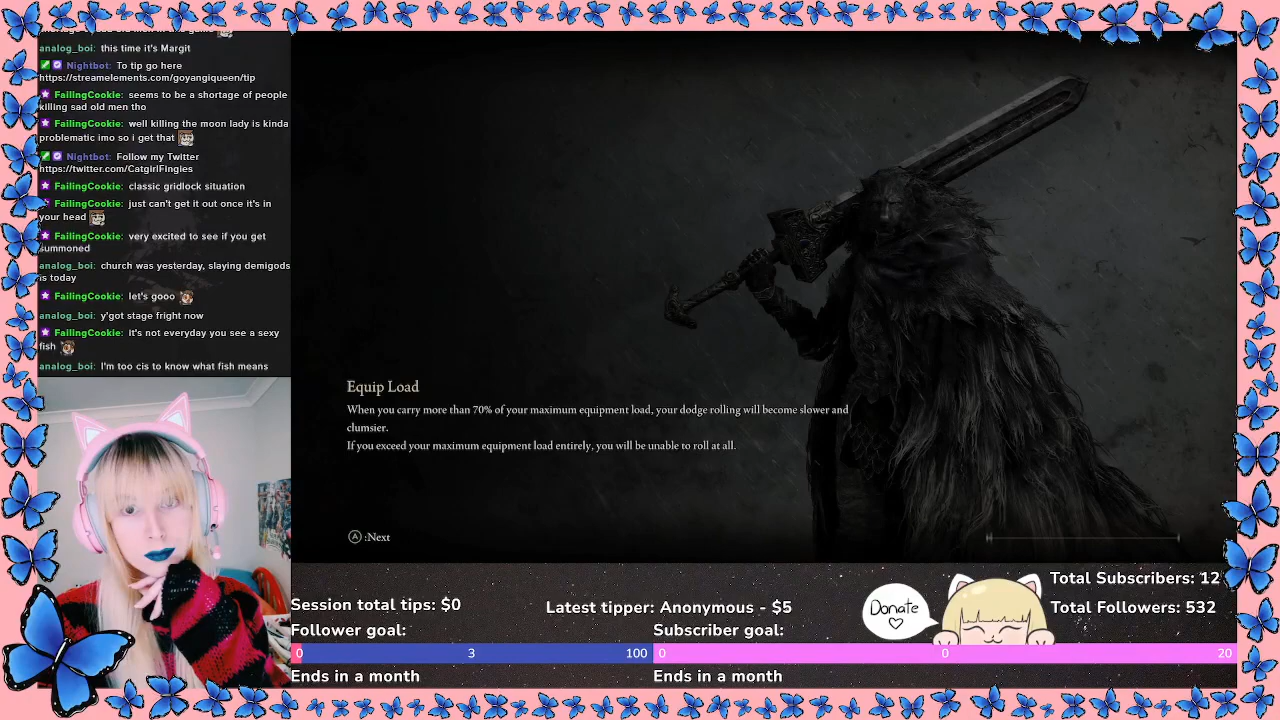 analog_boi: this time it's Margit
Nightbot: To tip go here
https://streamelements.com/goyangiqueen/tip
FailingCookie: seems to be a shortage of people
killing sad old men tho
FailingCookie: well killing the moon lady is kinda
problematic imo so i get that
Nightbot: Follow my Twitter
https://twitter.com/CatgirlFingles
FailingCookie: classic gridlock situation
FailingCookie: just can't get it out once it's in
your head
FailingCookie: very excited to see if you get
summoned
analog_boi: church was yesterday, slaying demigods
is today
FailingCookie: let's gooo
analog_boi: y'got stage fright now
FailingCookie: it's not everyday you see a sexy
fish
analog_boi: I'm too cis to know what fish means
Equip Load
When you carry more than 70% of your maximum equipment load, your dodge rolling will become slower and
clumsier.
If you exceed your maximum equipment load entirely, you will be unable to roll at all.
A :Next
Session total tips: $0
Latest tipper: Anonymous - $5
Donate
Total Subscribers: 12
Total Followers: 532
Follower goal:
0 3 100
Ends in a month
Subscriber goal:
0 0 20
Ends in a month